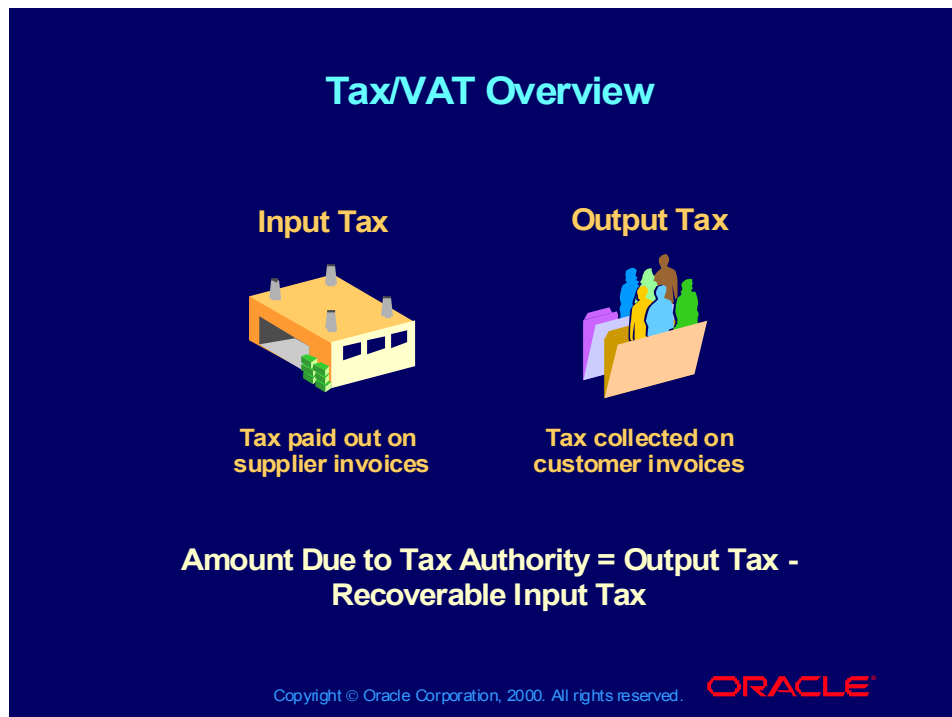 Tax/VAT Overview
Input Tax
Output Tax
Tax paid out on
supplier invoices
Tax collected on
customer invoices
Amount Due to Tax Authority = Output Tax -
Recoverable Input Tax
Copyright © Oracle Corporation, 2000. All rights reserved.
ORACLE®